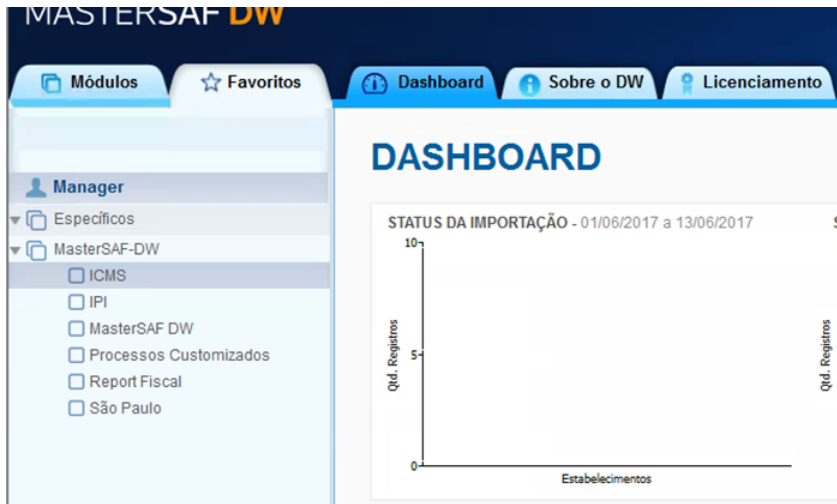 MASTERSAF DW
Módulos
Favoritos
Dashboard
Sobre o DW
Licenciamento
Manager
Específicos
MasterSAF-DW
ICMS
IPI
MasterSAF DW
Processos Customizados
Report Fiscal
São Paulo
DASHBOARD
STATUS DA IMPORTAÇÃO - 01/06/2017 a 13/06/2017
10
5
0
Qtd. Registros
Estabelecimentos
Qtd. Registros